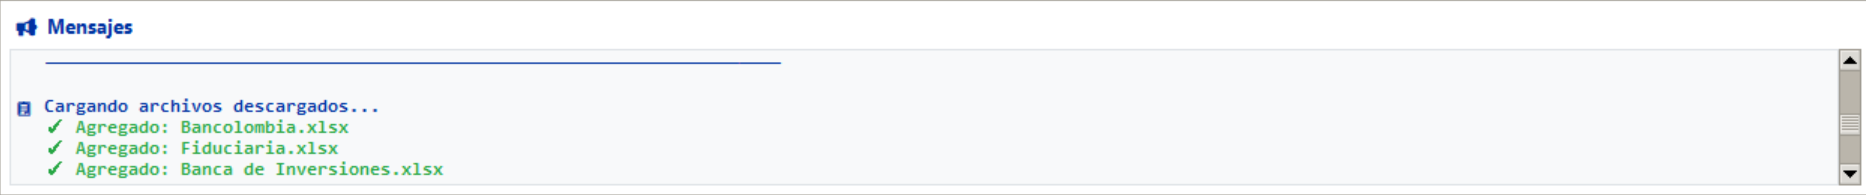 Mensajes
Cargando archivos descargados...
✓ Agregado: Bancolombia.xlsx
✓ Agregado: Fiduciaria.xlsx
✓ Agregado: Banca de Inversiones.xlsx